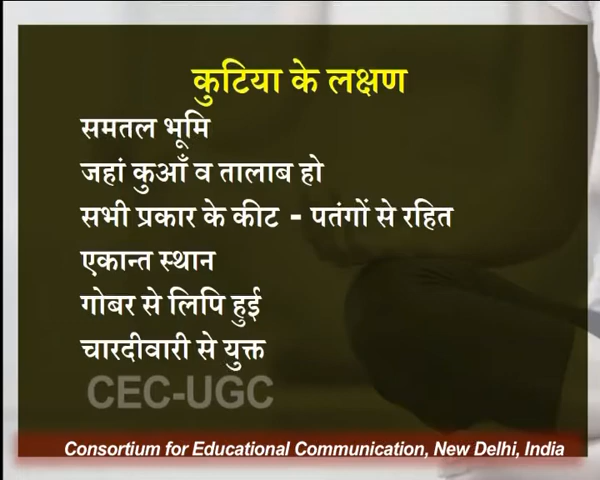 कुटिया के लक्षण
समतल भूमि
जहां कुआँ व तालाब हो
सभी प्रकार के कीट - पतंगों से रहित
एकान्त स्थान
गोबर से लिपि हुई
चारदीवारी से युक्त
CEC-UGC
Consortium for Educational Communication, New Delhi, India